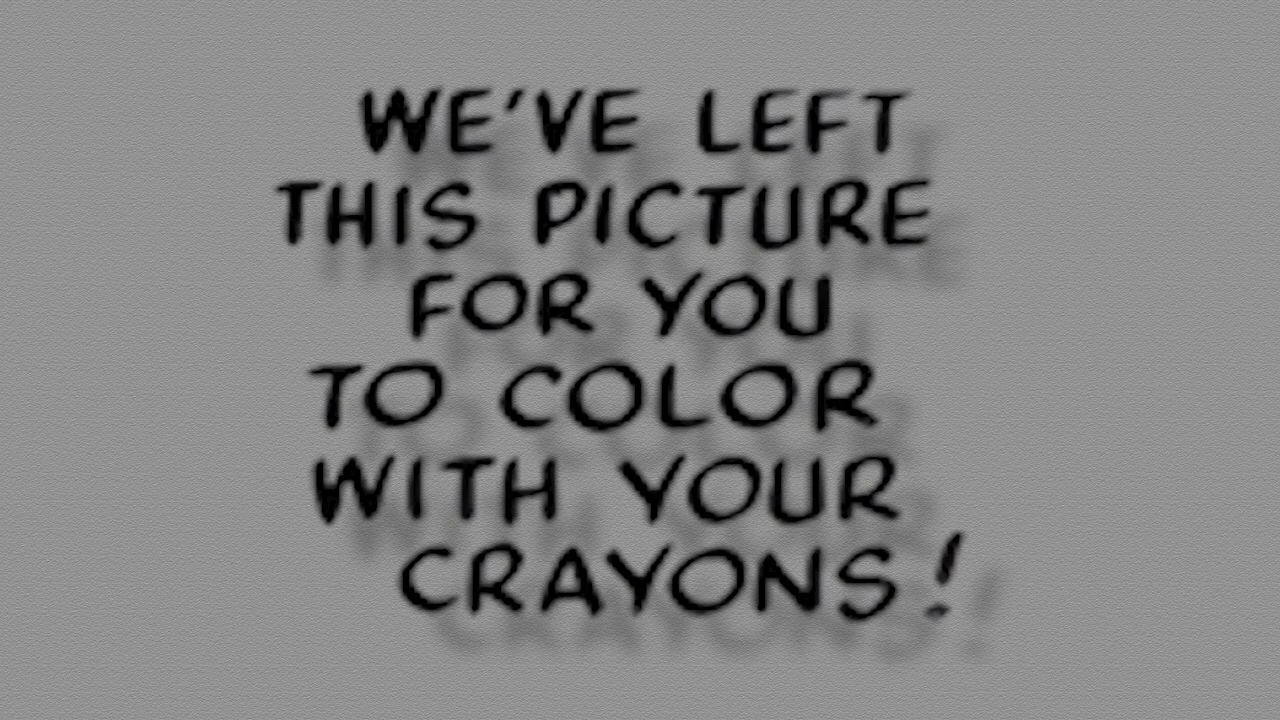 WE'VE LEFT
THIS PICTURE
FOR YOU
TO COLOR
WITH YOUR
CRAYONS!